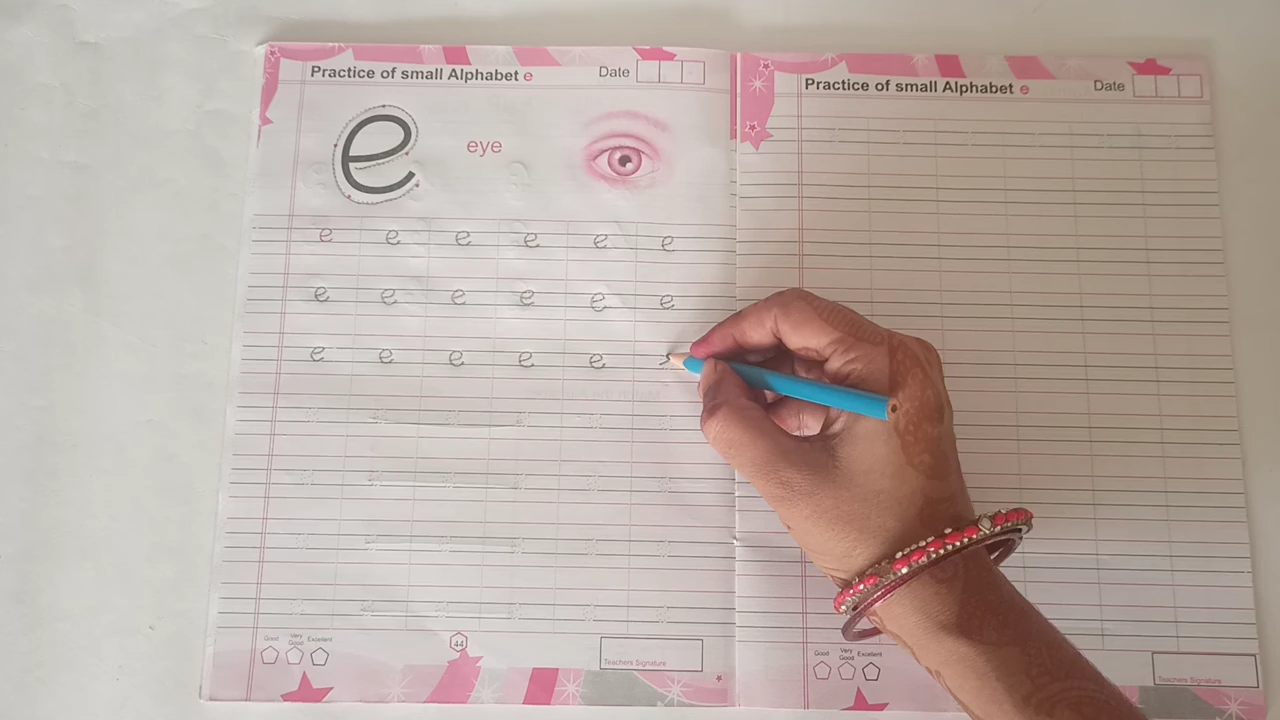 Practice of small Alphabet e
Date
e
eye
e e e e e e
e e e e e e
e e e e e
Good
Very Good
Excellent
44
Teachers Signature
Practice of small Alphabet e
Date
Good
Very Good
Excellent
Teachers Signature